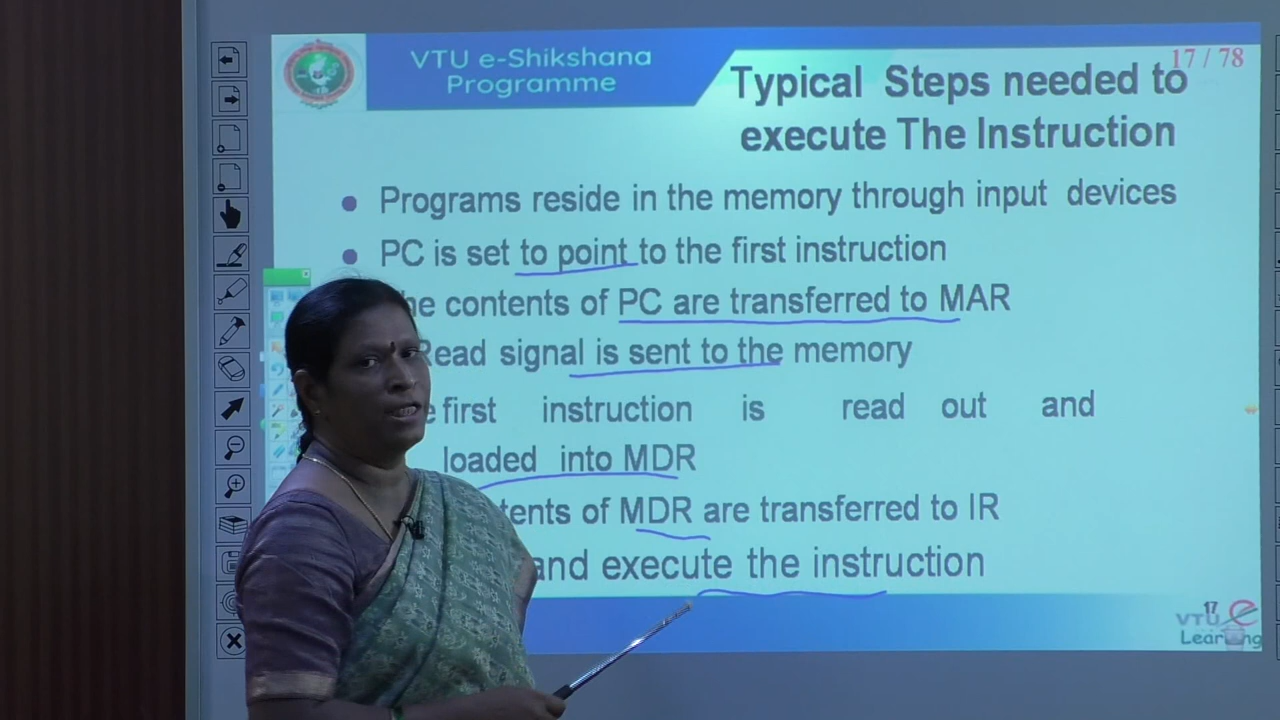 VTU e-Shikshana
Programme
17 / 78
Typical Steps needed to
execute The Instruction
Programs reside in the memory through input devices
PC is set to point to the first instruction
he contents of PC are transferred to MAR
Read signal is sent to the memory
e first instruction is read out and
loaded into MDR
tents of MDR are transferred to IR
and execute the instruction
17
VTU e
Learning